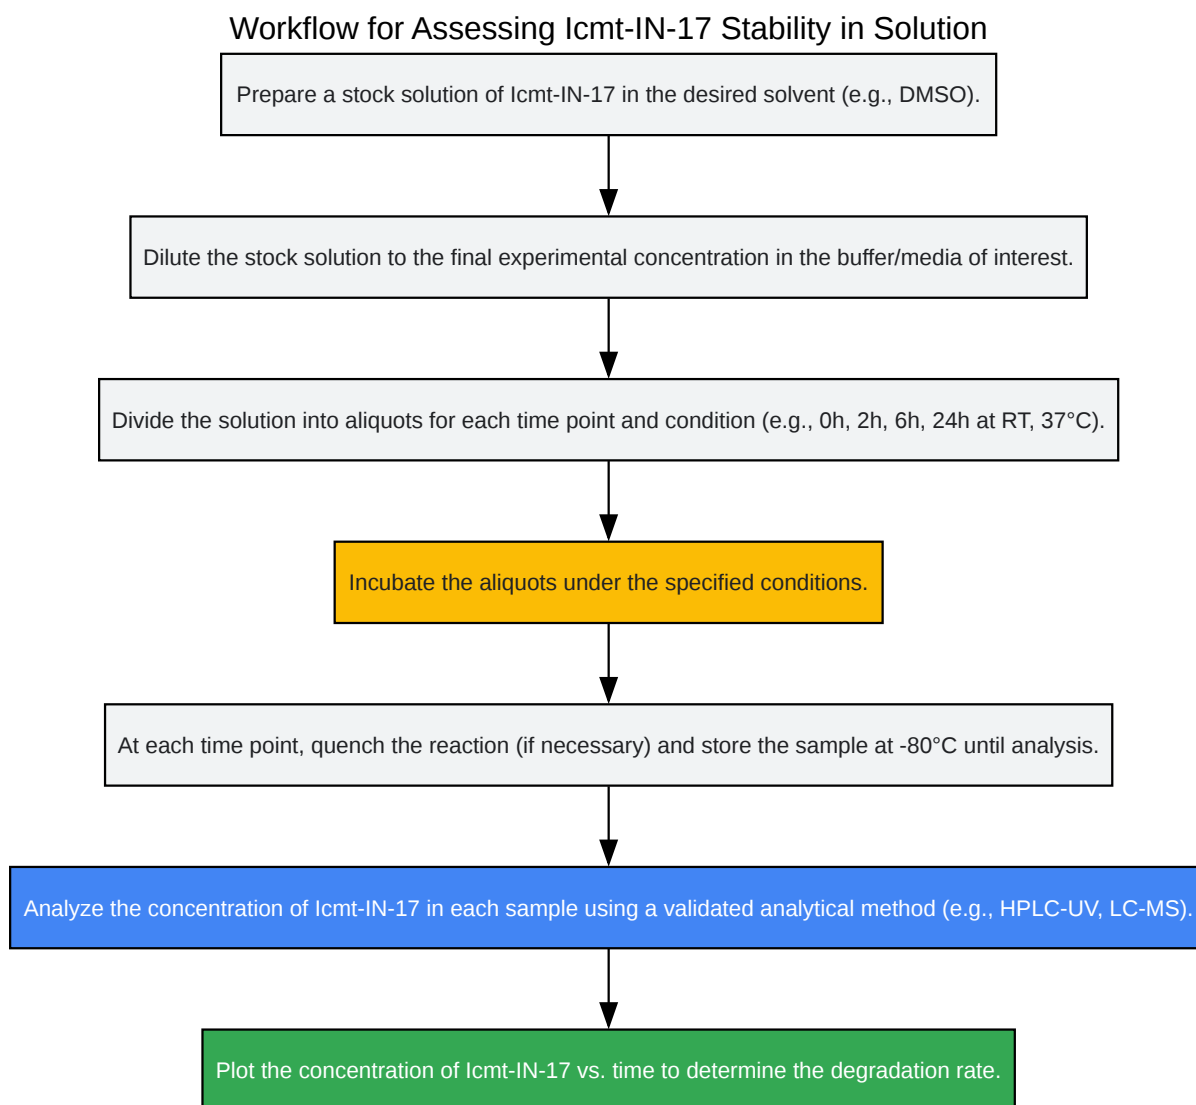 Workflow for Assessing Icmt-IN-17 Stability in Solution
Prepare a stock solution of Icmt-IN-17 in the desired solvent (e.g., DMSO).
Dilute the stock solution to the final experimental concentration in the buffer/media of interest.
Divide the solution into aliquots for each time point and condition (e.g., 0h, 2h, 6h, 24h at RT, 37°C).
Incubate the aliquots under the specified conditions.
At each time point, quench the reaction (if necessary) and store the sample at -80°C until analysis.
Analyze the concentration of Icmt-IN-17 in each sample using a validated analytical method (e.g., HPLC-UV, LC-MS).
Plot the concentration of Icmt-IN-17 vs. time to determine the degradation rate.